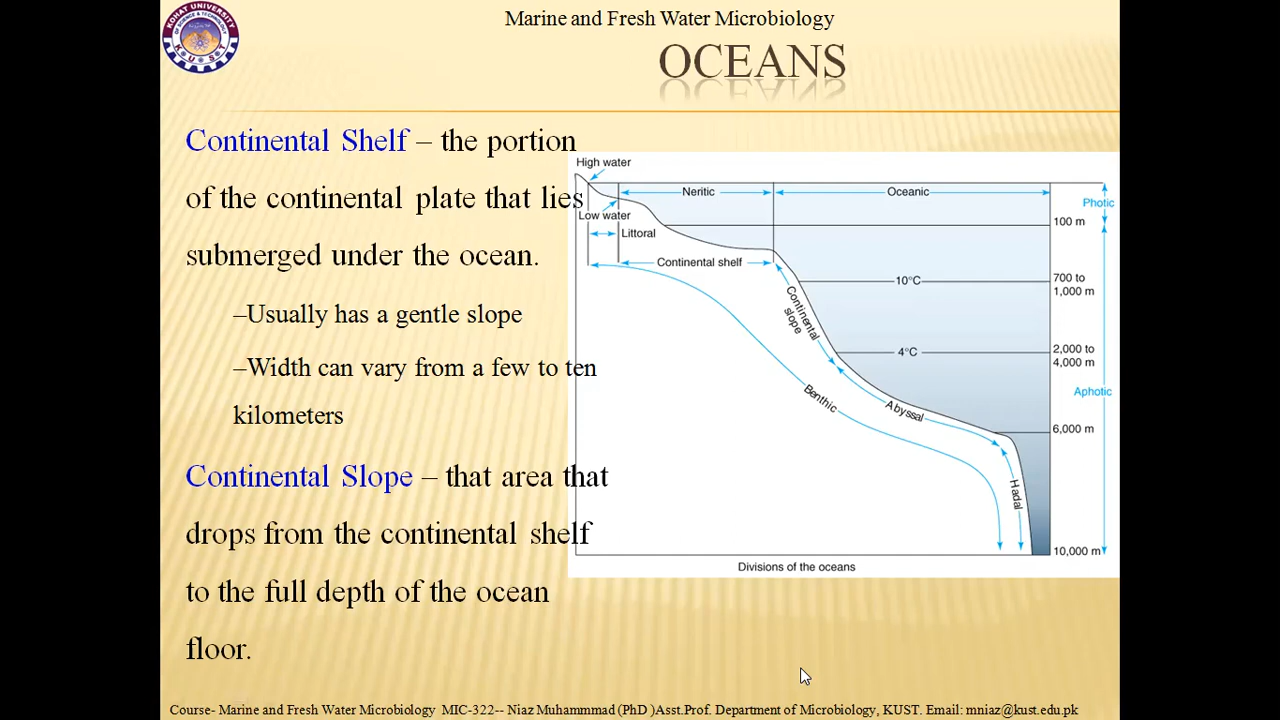 KOHAT UNIVERSITY
OF SCIENCE & TECHNOLOGY
K U S T
Marine and Fresh Water Microbiology
OCEANS
Continental Shelf – the portion
of the continental plate that lies
submerged under the ocean.
–Usually has a gentle slope
–Width can vary from a few to ten
kilometers
Continental Slope – that area that
drops from the continental shelf
to the full depth of the ocean
floor.
High water
Neritic
Oceanic
Photic
Low water
100 m
Littoral
Continental shelf
10°C
700 to
1,000 m
Continental
slope
4°C
2,000 to
4,000 m
Aphotic
Benthic
Abyssal
6,000 m
Hadal
10,000 m
Divisions of the oceans
Course- Marine and Fresh Water Microbiology MIC-322-- Niaz Muhammmad (PhD )Asst.Prof. Department of Microbiology, KUST. Email: mniaz@kust.edu.pk